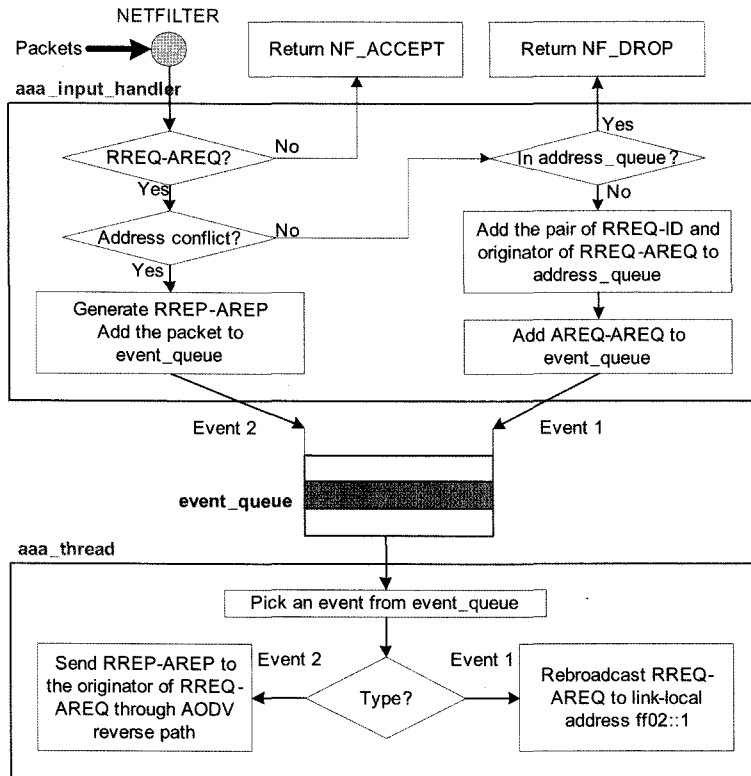 NETFILTER
Packets
Return NF_ACCEPT
Return NF_DROP
aaa_input_handler
RREQ-AREQ?
No
Yes
Yes
In address_queue ?
No
Address conflict?
No
Yes
Add the pair of RREQ-ID and
originator of RREQ-AREQ to
address_queue
Generate RREP-AREP
Add the packet to
event_queue
Add AREQ-AREQ to
event_queue
Event 2
Event 1
event_queue
aaa_thread
Pick an event from event_queue
Send RREP-AREP to
the originator of RREQ-
AREQ through AODV
reverse path
Event 2
Type?
Event 1
Rebroadcast RREQ-
AREQ to link-local
address ff02::1